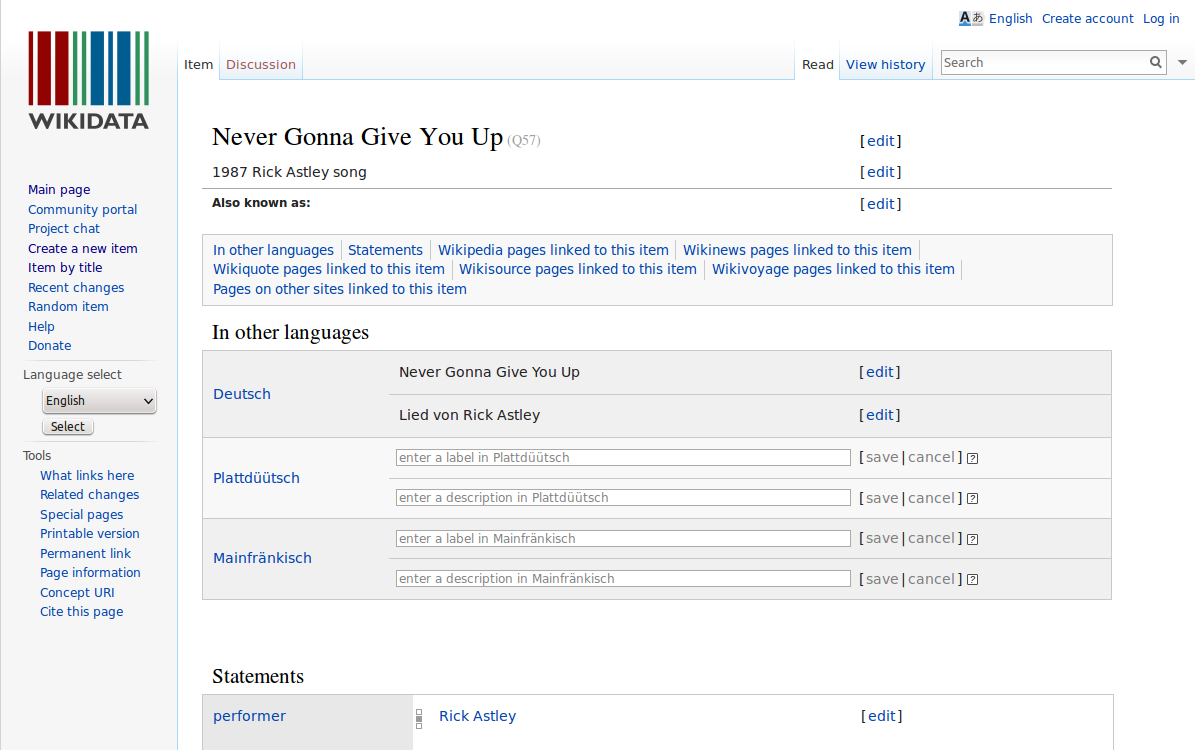 Aあ English Create account Log in
WIKIDATA
Item Discussion Read View history Search
Never Gonna Give You Up (Q57) [edit]
1987 Rick Astley song [edit]
Also known as: [edit]
Main page
Community portal
Project chat
Create a new item
Item by title
Recent changes
Random item
Help
Donate
Language select
English
Select
Tools
What links here
Related changes
Special pages
Printable version
Permanent link
Page information
Concept URI
Cite this page
In other languages Statements Wikipedia pages linked to this item Wikinews pages linked to this item
Wikiquote pages linked to this item Wikisource pages linked to this item Wikivoyage pages linked to this item
Pages on other sites linked to this item
In other languages
Deutsch
Never Gonna Give You Up [edit]
Lied von Rick Astley [edit]
Plattdüütsch
enter a label in Plattdüütsch [save|cancel] ?
enter a description in Plattdüütsch [save|cancel] ?
Mainfränkisch
enter a label in Mainfränkisch [save|cancel] ?
enter a description in Mainfränkisch [save|cancel] ?
Statements
performer Rick Astley [edit]